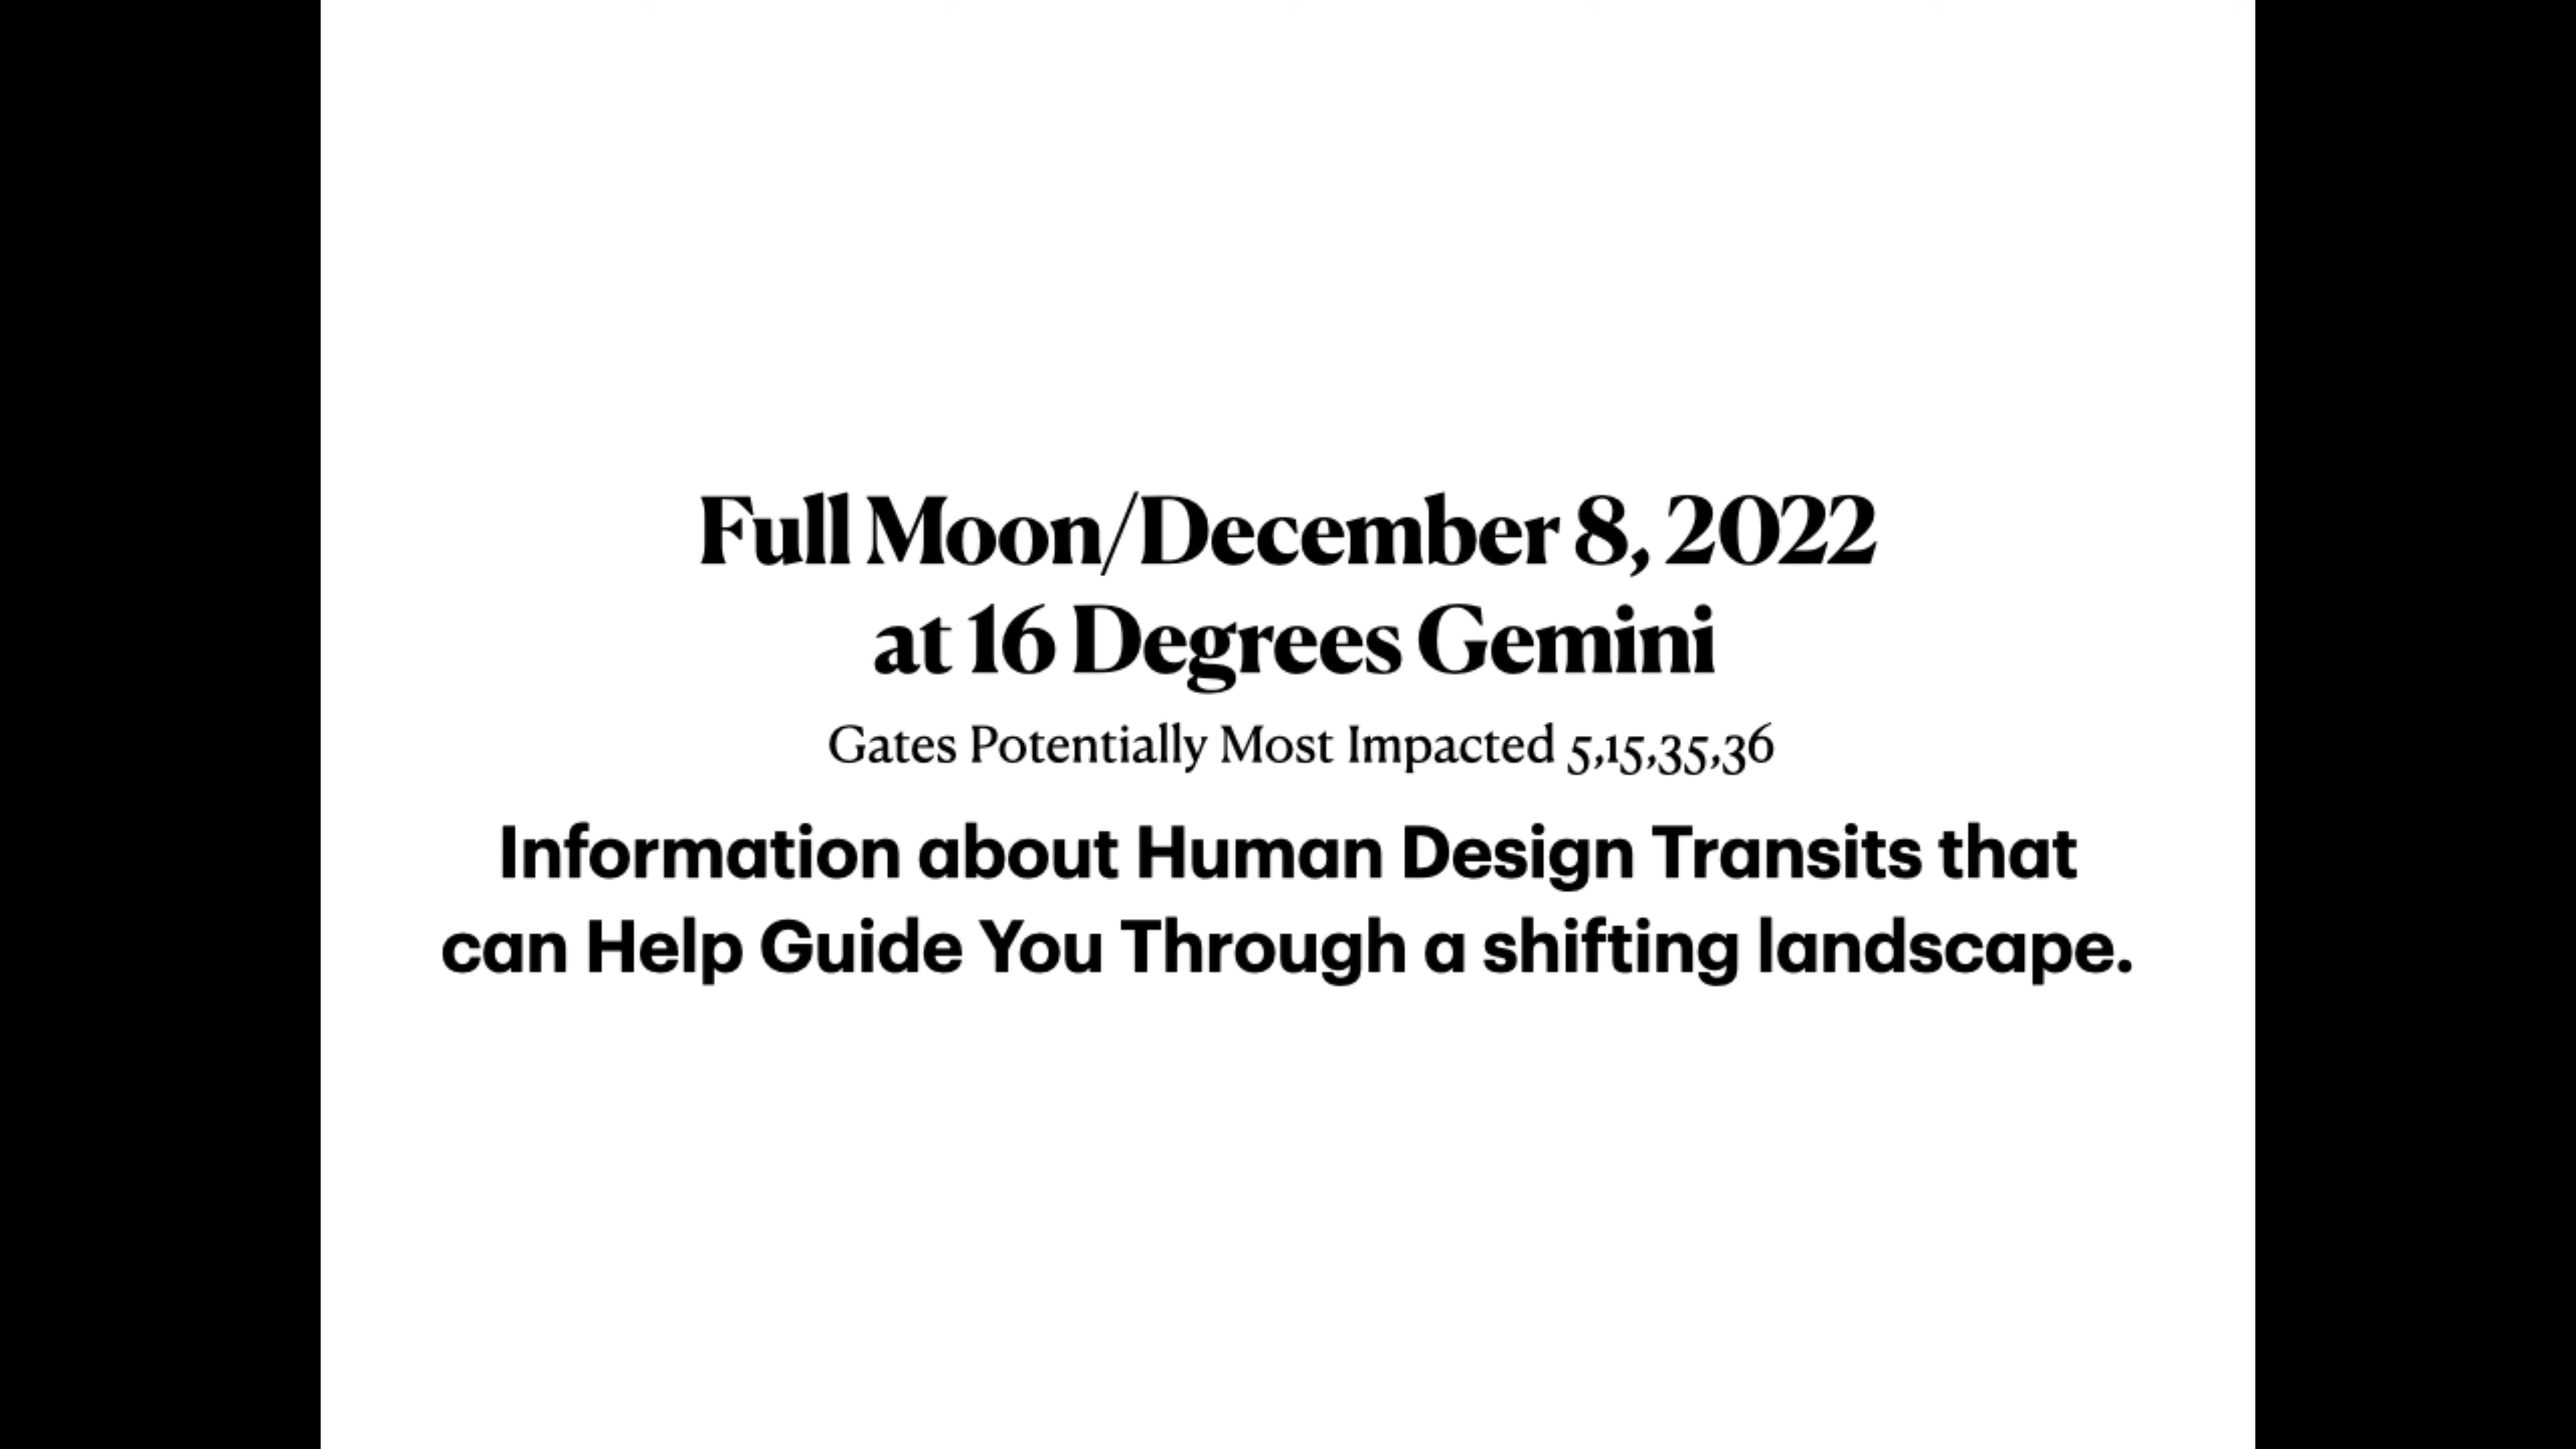 Full Moon/December 8, 2022
at 16 Degrees Gemini
Gates Potentially Most Impacted 5,15,35,36
Information about Human Design Transits that
can Help Guide You Through a shifting landscape.